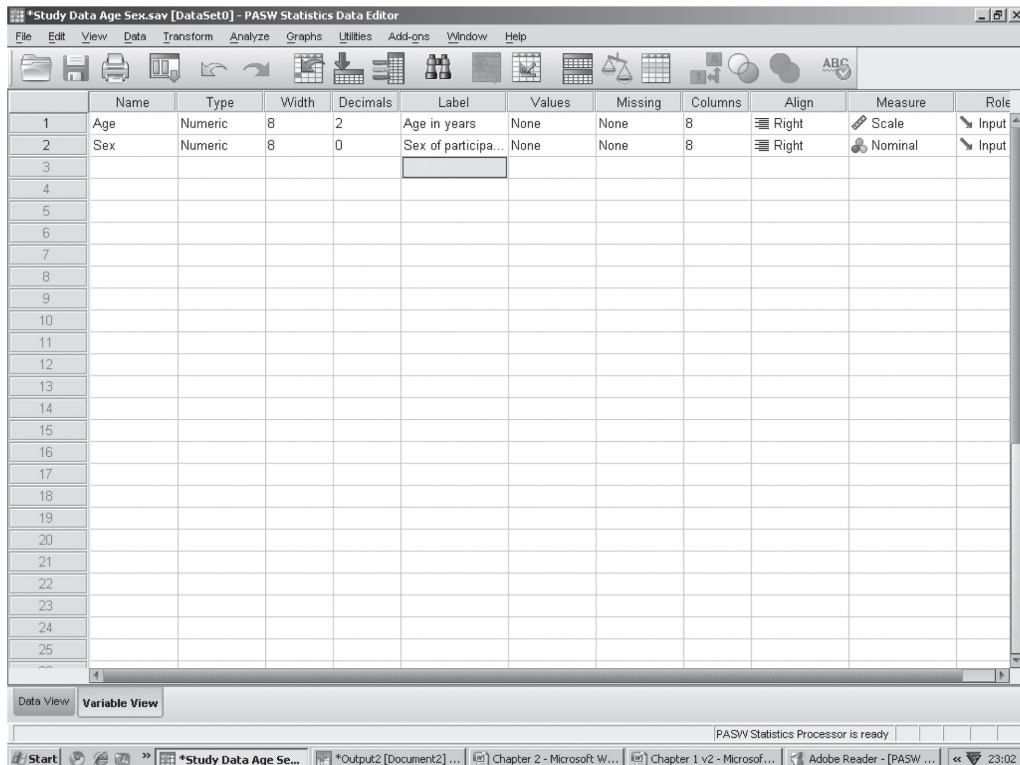 *Study Data Age Sex.sav [DataSet0] - PASW Statistics Data Editor
File Edit View Data Transform Analyze Graphs Utilities Add-ons Window Help
Name Type Width Decimals Label Values Missing Columns Align Measure Role
1 Age Numeric 8 2 Age in years None None 8 Right Scale Input
2 Sex Numeric 8 0 Sex of participa... None None 8 Right Nominal Input
3
4
5
6
7
8
9
10
11
12
13
14
15
16
17
18
19
20
21
22
23
24
25
Data View Variable View
PASW Statistics Processor is ready
Start » *Study Data Age Se... *Output2 [Document2] ... Chapter 2 - Microsoft W... Chapter 1 v2 - Microsof... Adobe Reader - [PASW ... « 23:02